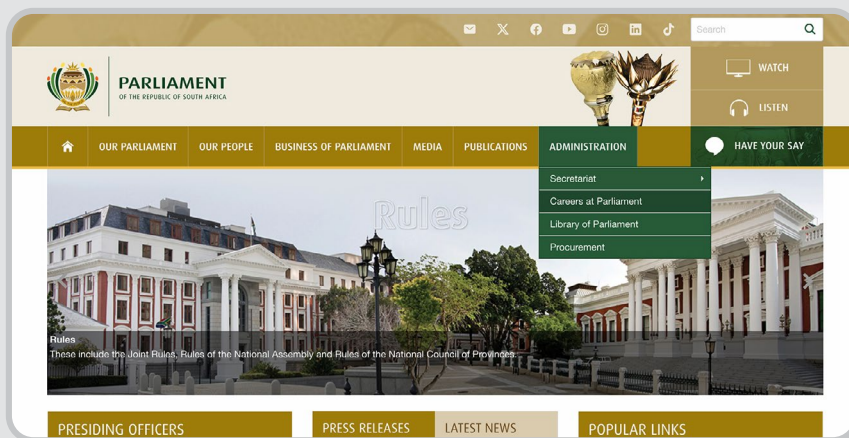 Search
PARLIAMENT
OF THE REPUBLIC OF SOUTH AFRICA
WATCH
LISTEN
OUR PARLIAMENT
OUR PEOPLE
BUSINESS OF PARLIAMENT
MEDIA
PUBLICATIONS
ADMINISTRATION
HAVE YOUR SAY
Secretariat
Careers at Parliament
Library of Parliament
Procurement
Rules
Rules
These include the Joint Rules, Rules of the National Assembly and Rules of the National Council of Provinces.
PRESIDING OFFICERS
PRESS RELEASES
LATEST NEWS
POPULAR LINKS